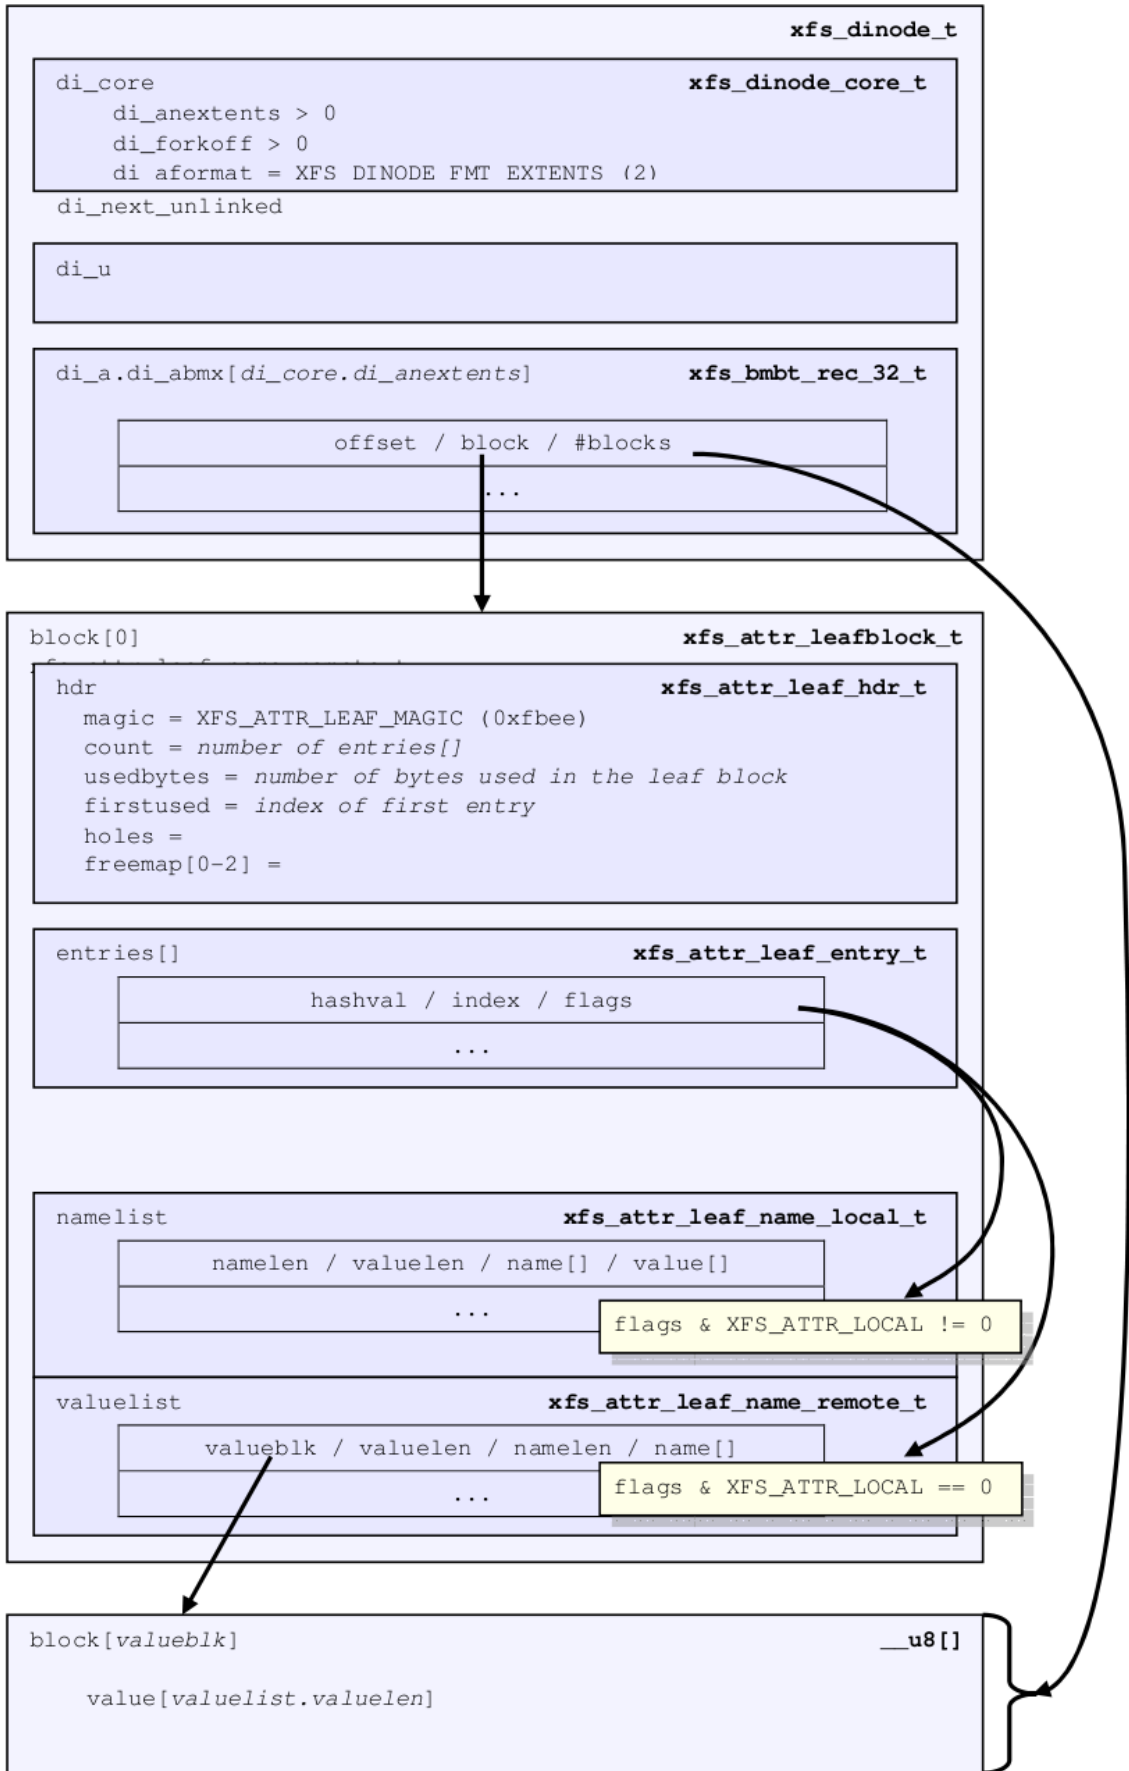 xfs_dinode_t
di_core xfs_dinode_core_t
di_anextents > 0
di_forkoff > 0
di_aformat = XFS_DINODE_FMT_EXTENTS (2)
di_next_unlinked
di_u
di_a.di_abmx[di_core.di_anextents] xfs_bmbt_rec_32_t
offset / block / #blocks
...
block[0] xfs_attr_leafblock_t
hdr xfs_attr_leaf_hdr_t
magic = XFS_ATTR_LEAF_MAGIC (0xfbee)
count = number of entries[]
usedbytes = number of bytes used in the leaf block
firstused = index of first entry
holes =
freemap[0-2] =
entries[] xfs_attr_leaf_entry_t
hashval / index / flags
...
namelist xfs_attr_leaf_name_local_t
namelen / valuelen / name[] / value[]
...
flags & XFS_ATTR_LOCAL != 0
valuelist xfs_attr_leaf_name_remote_t
valueblk / valuelen / namelen / name[]
...
flags & XFS_ATTR_LOCAL == 0
block[valueblk] __u8[]
value[valuelist.valuelen]